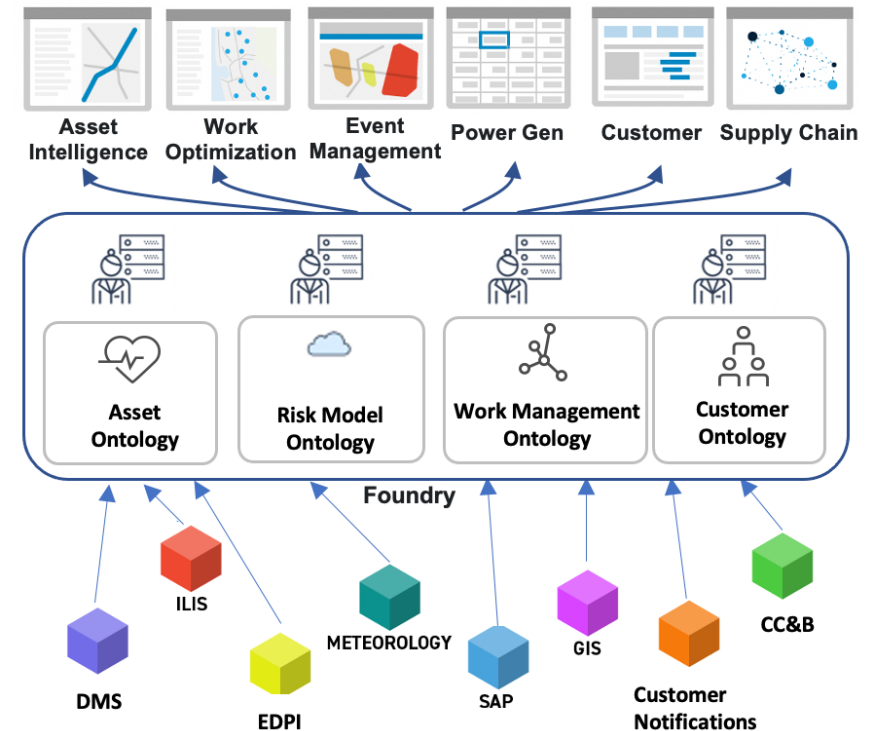 Asset
Intelligence
Work
Optimization
Event
Management
Power Gen
Customer
Supply Chain
Asset
Ontology
Risk Model
Ontology
Work Management
Ontology
Customer
Ontology
Foundry
ILIS
METEOROLOGY
GIS
CC&B
DMS
EDPI
SAP
Customer
Notifications